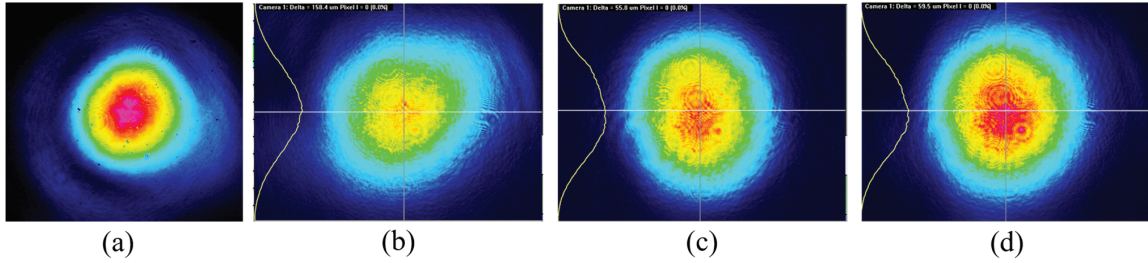 Camera 1: Delta = 158.4 um Pixel I = 0 (0.0%)
Camera 1: Delta = 55.8 um Pixel I = 0 (0.0%)
Camera 1: Delta = 59.5 um Pixel I = 0 (0.0%)
(a)
(b)
(c)
(d)